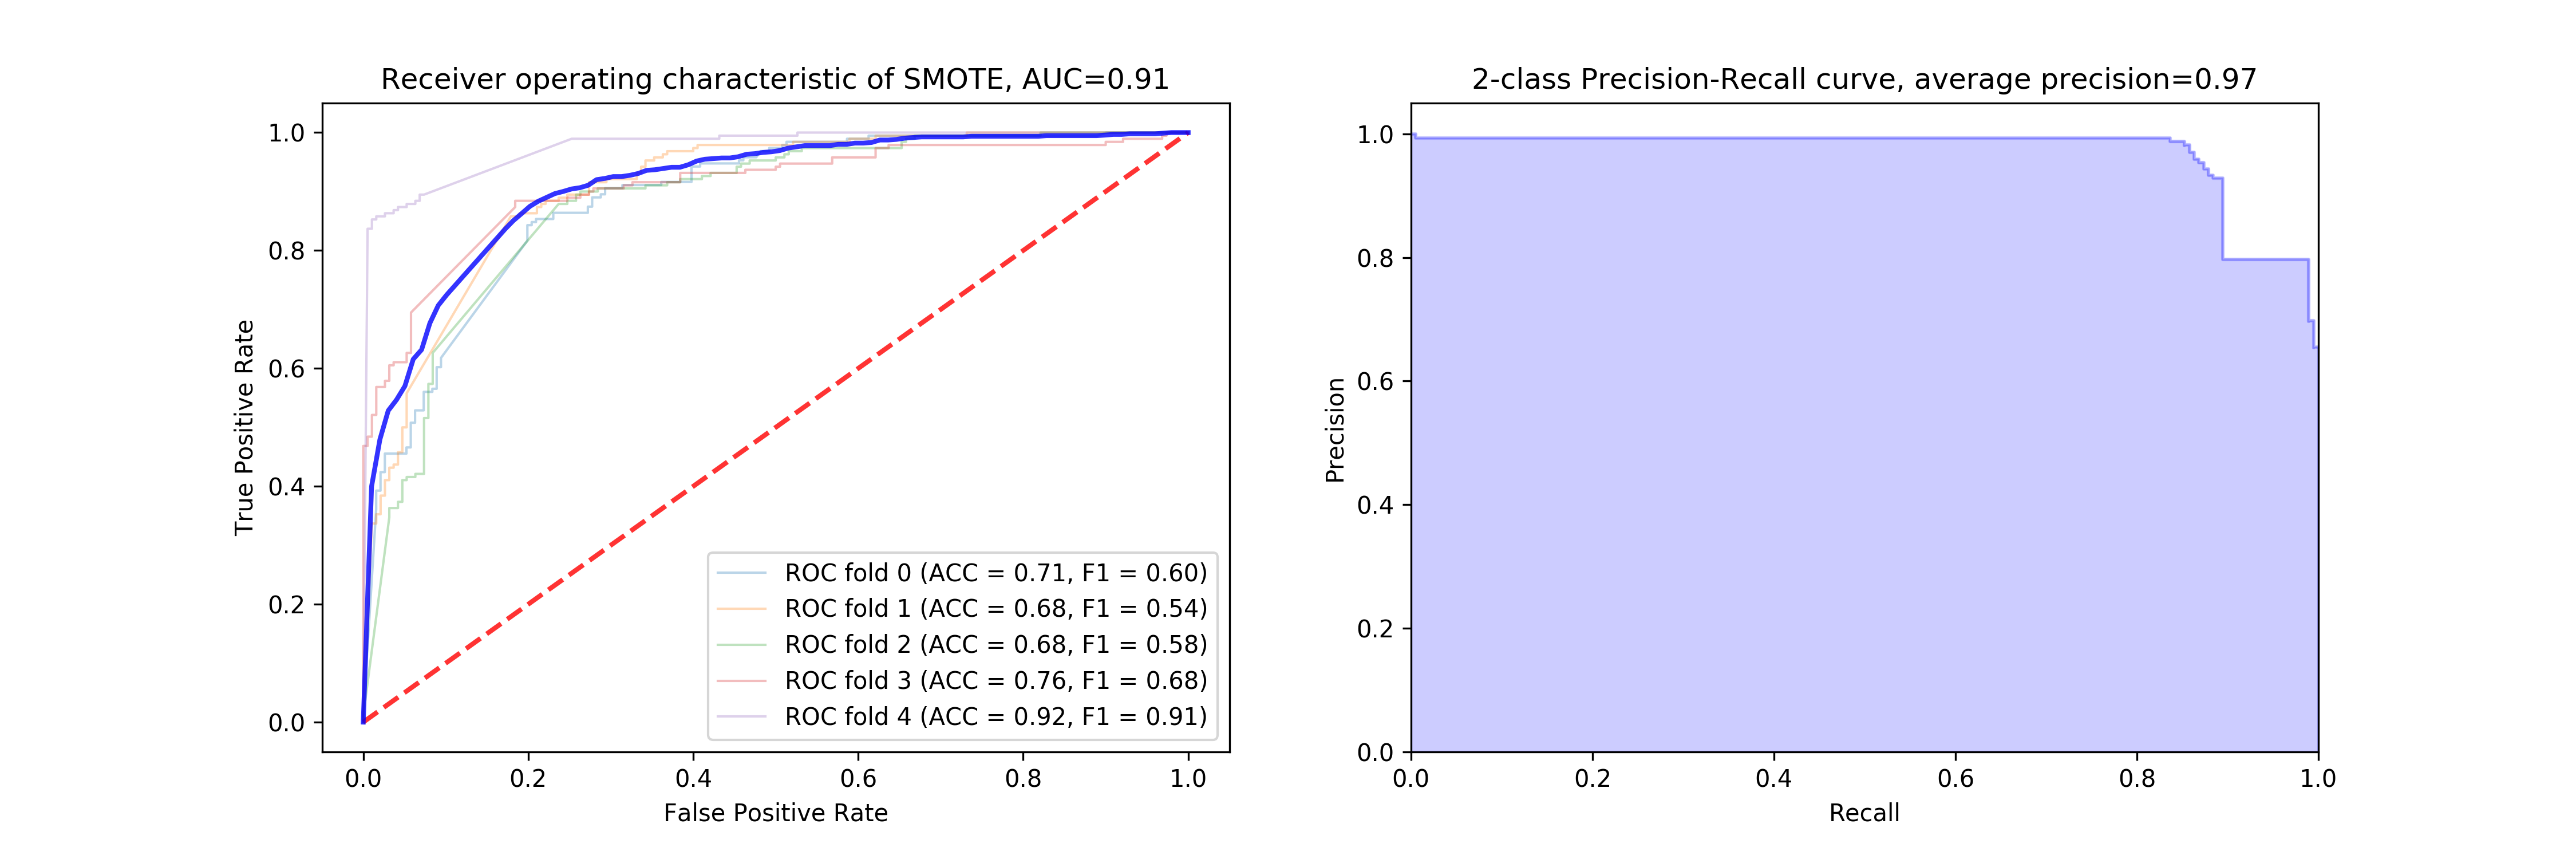 Receiver operating characteristic of SMOTE, AUC=0.91
True Positive Rate
1.0
0.8
0.6
0.4
0.2
0.0
ROC fold 0 (ACC = 0.71, F1 = 0.60)
ROC fold 1 (ACC = 0.68, F1 = 0.54)
ROC fold 2 (ACC = 0.68, F1 = 0.58)
ROC fold 3 (ACC = 0.76, F1 = 0.68)
ROC fold 4 (ACC = 0.92, F1 = 0.91)
0.0 0.2 0.4 0.6 0.8 1.0
False Positive Rate
2-class Precision-Recall curve, average precision=0.97
Precision
1.0
0.8
0.6
0.4
0.2
0.0
0.0 0.2 0.4 0.6 0.8 1.0
Recall